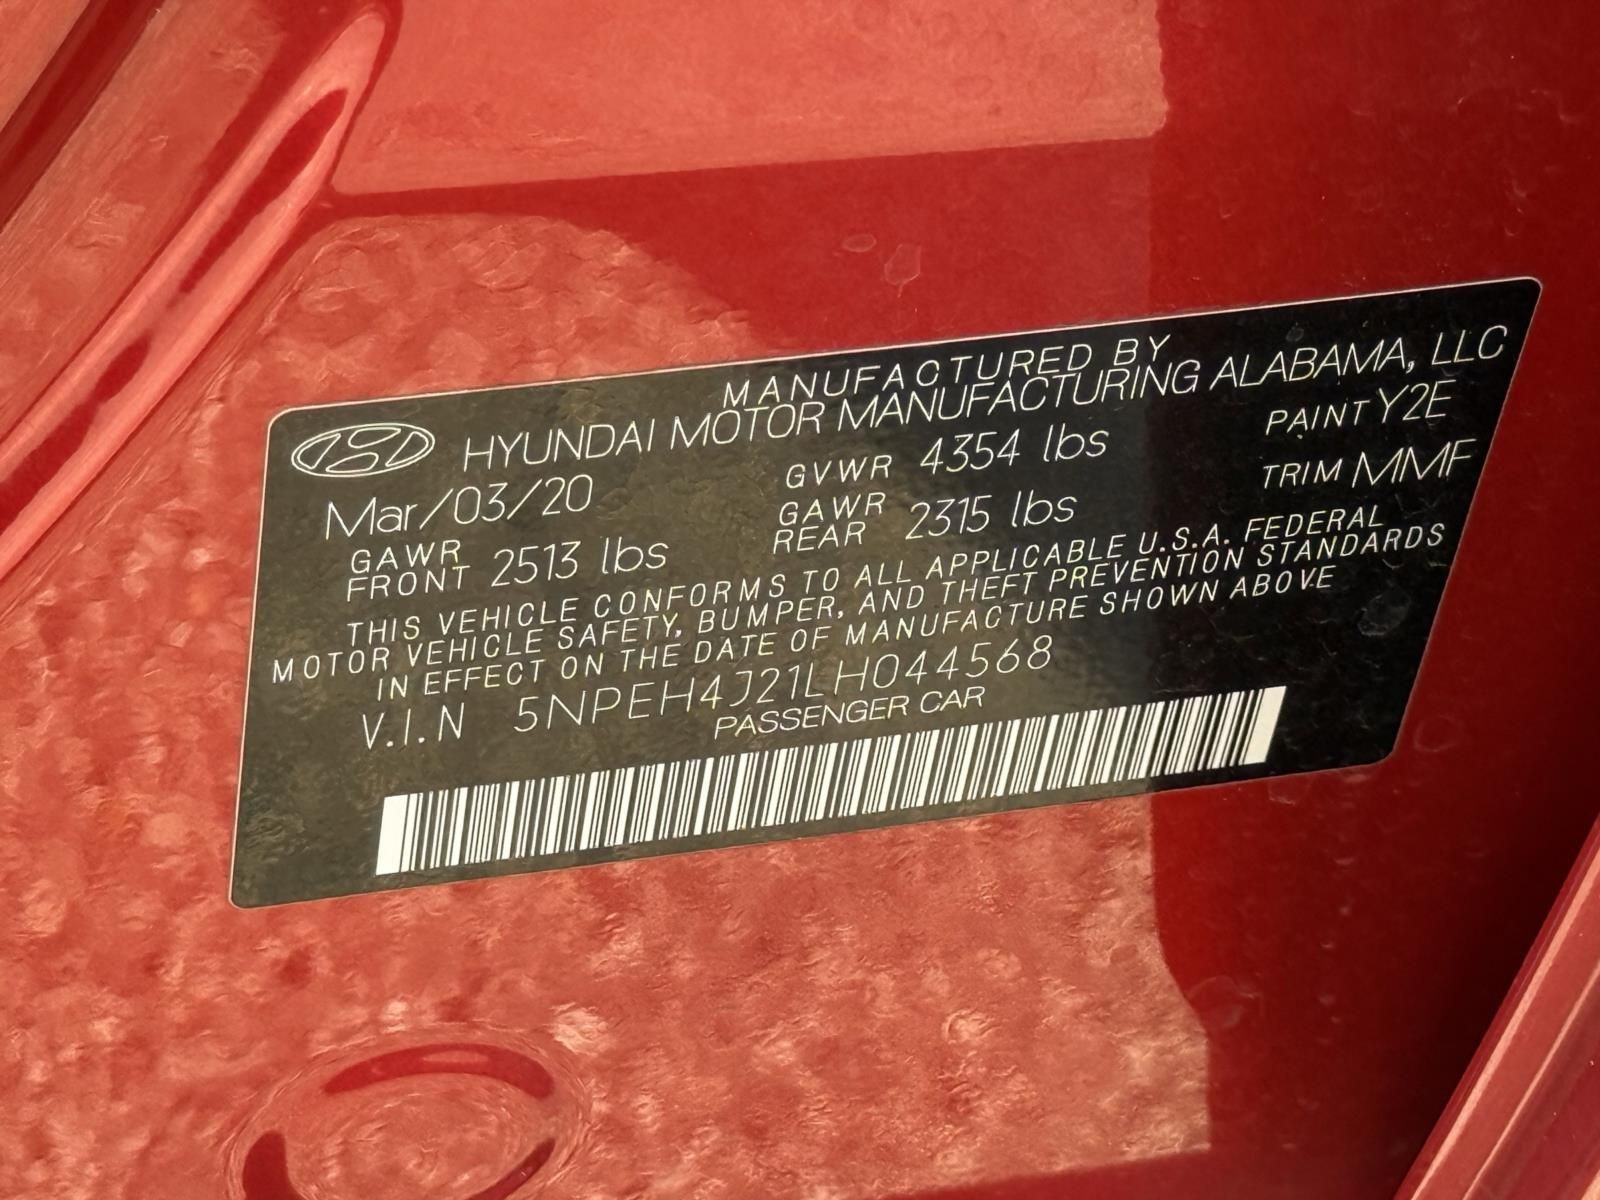 MANUFACTURED BY
HYUNDAI MOTOR MANUFACTURING ALABAMA, LLC
Mar/03/20 GVWR 4354 lbs PAINT Y2E
GAWR FRONT 2513 lbs GAWR REAR 2315 lbs TRIM MMF
THIS VEHICLE CONFORMS TO ALL APPLICABLE U.S.A. FEDERAL
MOTOR VEHICLE SAFETY, BUMPER, AND THEFT PREVENTION STANDARDS
IN EFFECT ON THE DATE OF MANUFACTURE SHOWN ABOVE
V.I.N 5NPEH4J21LH044568
PASSENGER CAR